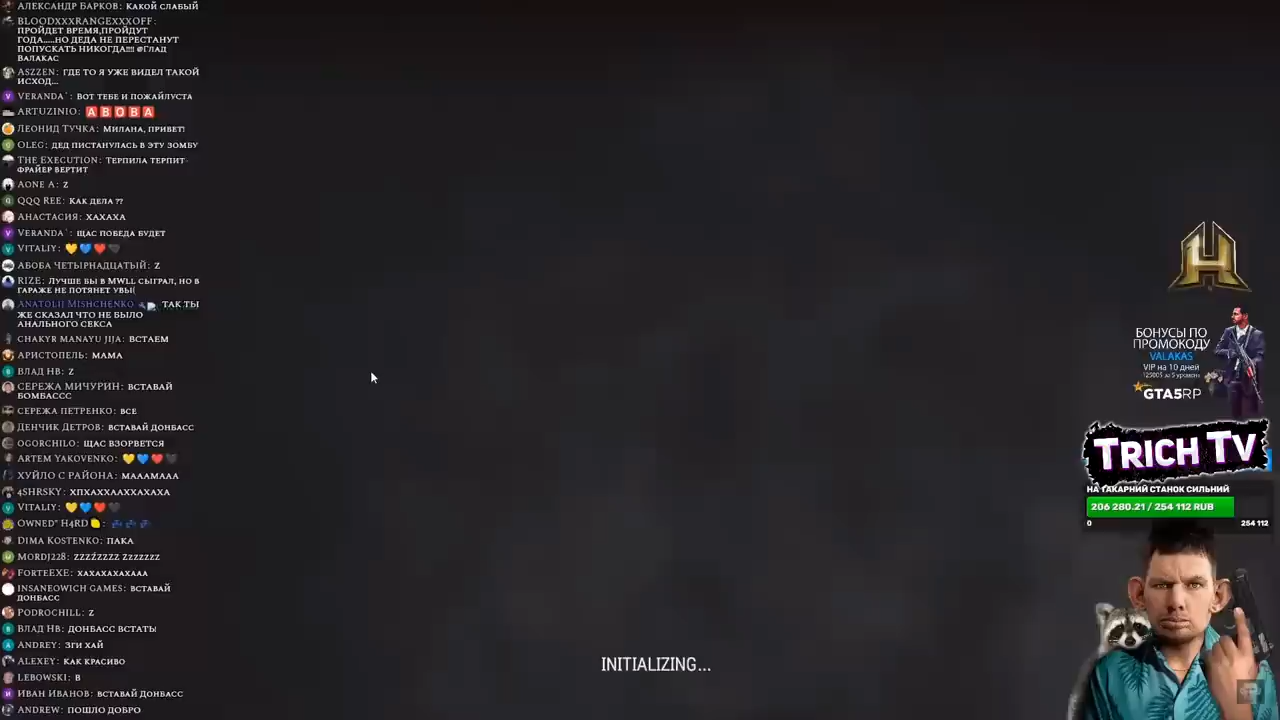 АЛЕКСАНДР БАРКОВ: КАКОЙ СЛАБЫЙ
BLOODXXXRANGEXXXOFF:
ПРОЙДЕТ ВРЕМЯ,ПРОЙДУТ
ГОДА.....НО ДЕДА НЕ ПЕРЕСТАНУТ
ПОПУСКАТЬ НИКОГДА!!!! @ГЛАД
ВАЛАКАС
ASZZEN: ГДЕ ТО Я УЖЕ ВИДЕЛ ТАКОЙ
ИСХОД...
VERANDA`: ВОТ ТЕБЕ И ПОЖАЙЛУСТА
ARTUZINIO: 🅰🅱🅾🅱🅰
ЛЕОНИД ТУЧКА: МИЛАНА, ПРИВЕТ!
OLEG: ДЕД ПИСТАНУЛАСЬ В ЭТУ ЗОМБУ
THE EXECUTION: ТЕРПИЛА ТЕРПИТ-
ФРАЙЕР ВЕРТИТ
AONE A: Z
QQQ REE: КАК ДЕЛА ??
АНАСТАСИЯ: ХАХАХА
VERANDA`: ЩАС ПОБЕДА БУДЕТ
VITALIY: 💛💙❤🖤
АБОБА ЧЕТЫРНАДЦАТЫЙ: Z
RIZE: ЛУЧШЕ БЫ В MWLL СЫГРАЛ, НО В
ГАРАЖЕ НЕ ПОТЯНЕТ УВЫ(
ANATOLIJ MISHCHENKO ТАК ТЫ
ЖЕ СКАЗАЛ ЧТО НЕ БЫЛО
АНАЛЬНОГО СЕКСА
CHAKYR MANAYU JIJA: ВСТАЕМ
АРИСТОПЕЛЬ: МАМА
ВЛАД НВ: Z
СЕРЕЖА МИЧУРИН: ВСТАВАЙ
БОМБАССС
СЕРЕЖА ПЕТРЕНКО: ВСЕ
ДЕНЧИК ДЕТРОВ: ВСТАВАЙ ДОНБАСС
OGORCHILO: ЩАС ВЗОРВЕТСЯ
ARTEM YAKOVENKO: 💛💙❤🖤
ХУЙЛО С РАЙОНА: МАААМААА
4SHRSKY: ХПХАХХААХХАХАХА
VITALIY: 💛💙❤🖤
OWNED" H4RD🍋: 💤💤💤
DIMA KOSTENKO: ПАКА
MORDJ228: ZZZŹZZZZ ZZZZZZZ
FORTEEXE: ХАХАХАХАХААА
INSANEOWICH GAMES: ВСТАВАЙ
ДОНБАСС
PODROCHILL: Z
ВЛАД НВ: ДОНБАСС ВСТАТЬ!
ANDREY: ЗГИ ХАЙ
ALEXEY: КАК КРАСИВО
LEBOWSKI: В
ИВАН ИВАНОВ: ВСТАВАЙ ДОНБАСС
ANDREW: ПОШЛО ДОБРО
INITIALIZING...
БОНУСЫ ПО
ПРОМОКОДУ
VALAKAS
VIP на 10 дней
GTA5RP
TRICH TV
НА ТАКАРНИЙ СТАНОК СИЛЬНИЙ
206 280.21 / 254 112 RUB
0 254 112